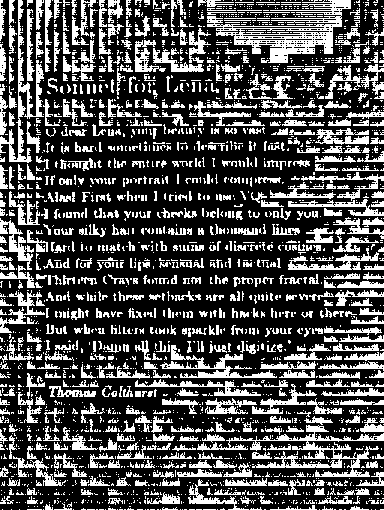 Sonnet for Lena
O dear Lena, your beauty is so vast
It is hard sometimes to describe it fast.
I thought the entire world I would impress
If only your portrait I could compress.
Alas! First when I tried to use VQ
I found that your cheeks belong to only you.
Your silky hair contains a thousand lines
Hard to match with sums of discrete cosines.
And for your lips, sensual and tactual
Thirteen Crays found not the proper fractal.
And while these setbacks are all quite severe
I might have fixed them with hacks here or there
But when filters took sparkle from your eyes
I said, 'Damn all this. I'll just digitize.'
Thomas Colthurst